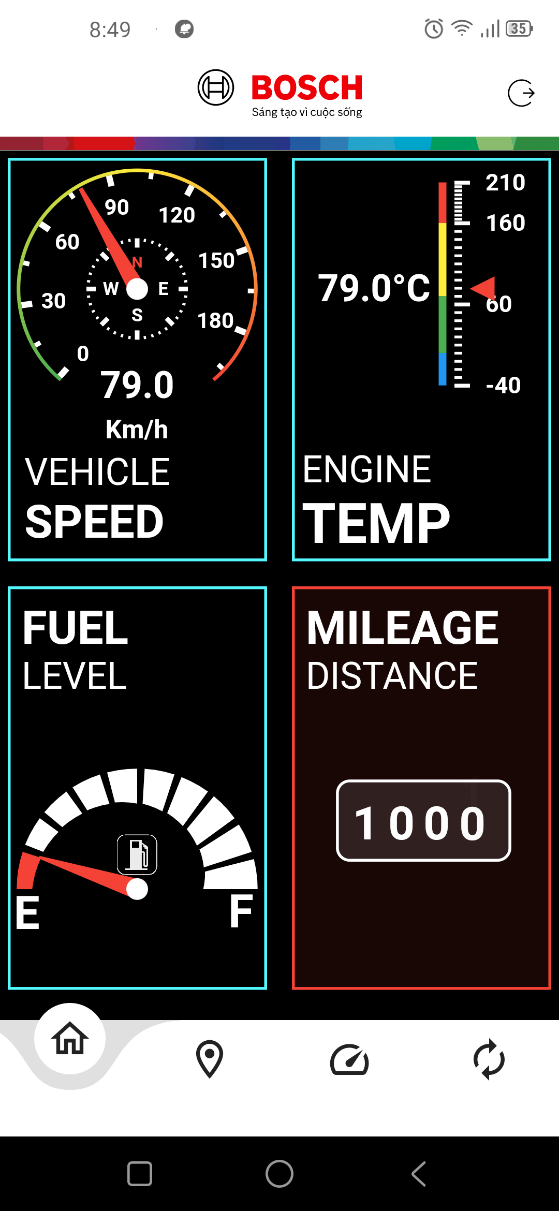 8:49
35
BOSCH
Sáng tạo vì cuộc sống
0
30
60
90
120
150
180
N
W E
S
79.0
Km/h
VEHICLE
SPEED
210
160
79.0°C
60
-40
ENGINE
TEMP
FUEL
LEVEL
E F
MILEAGE
DISTANCE
1000